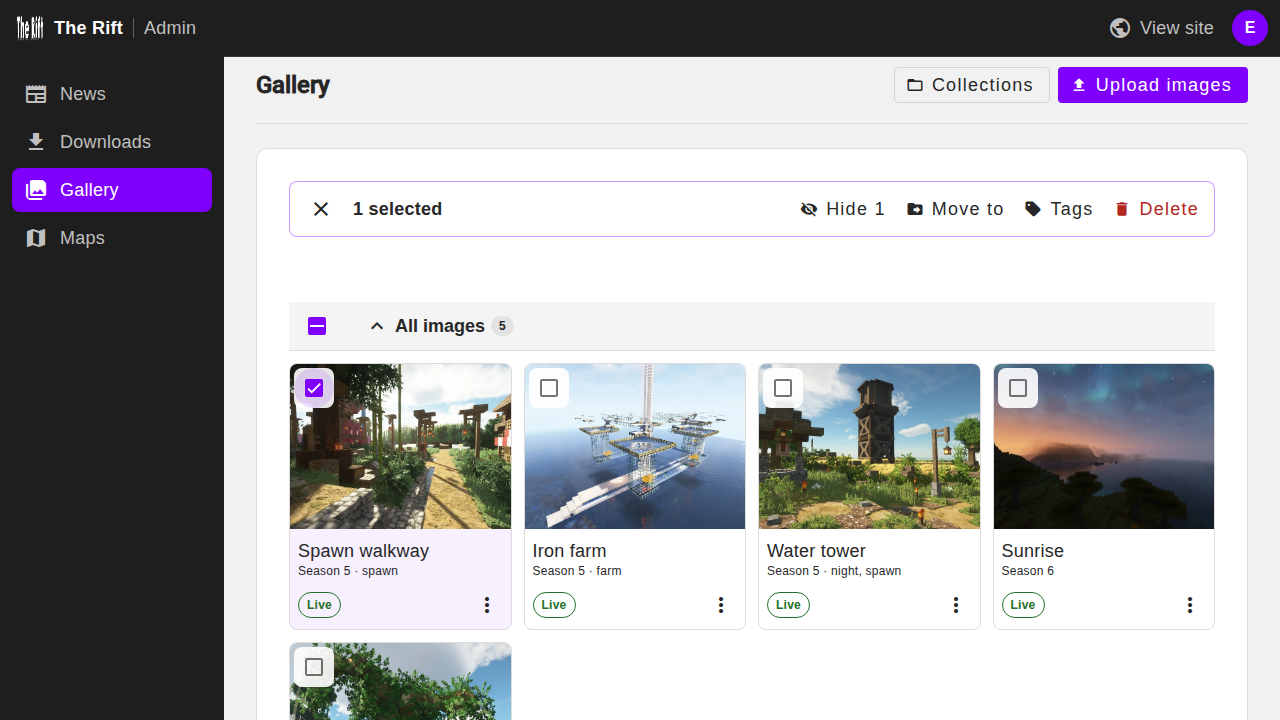 The Rift
The Rift
Admin
View site
E
News
Downloads
Gallery
Maps
Gallery
Collections
Upload images
1 selected
Hide 1
Move to
Tags
Delete
All images
5
Spawn walkway
Season 5 · spawn
Live
Iron farm
Season 5 · farm
Live
Water tower
Season 5 · night, spawn
Live
Sunrise
Season 6
Live